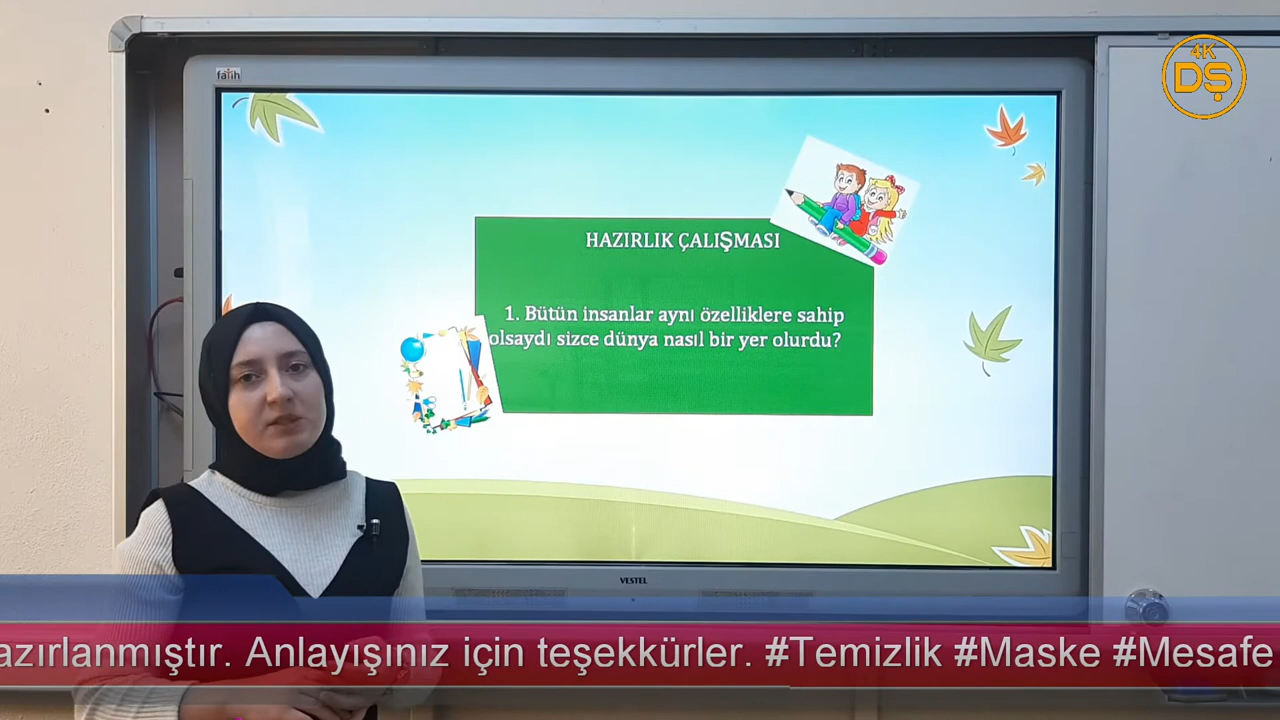 4K
DŞ
fatih
HAZIRLIK ÇALIŞMASI
1. Bütün insanlar aynı özelliklere sahip
olsaydı sizce dünya nasıl bir yer olurdu?
VESTEL
azırlanmıştır. Anlayışınız için teşekkürler. #Temizlik #Maske #Mesafe